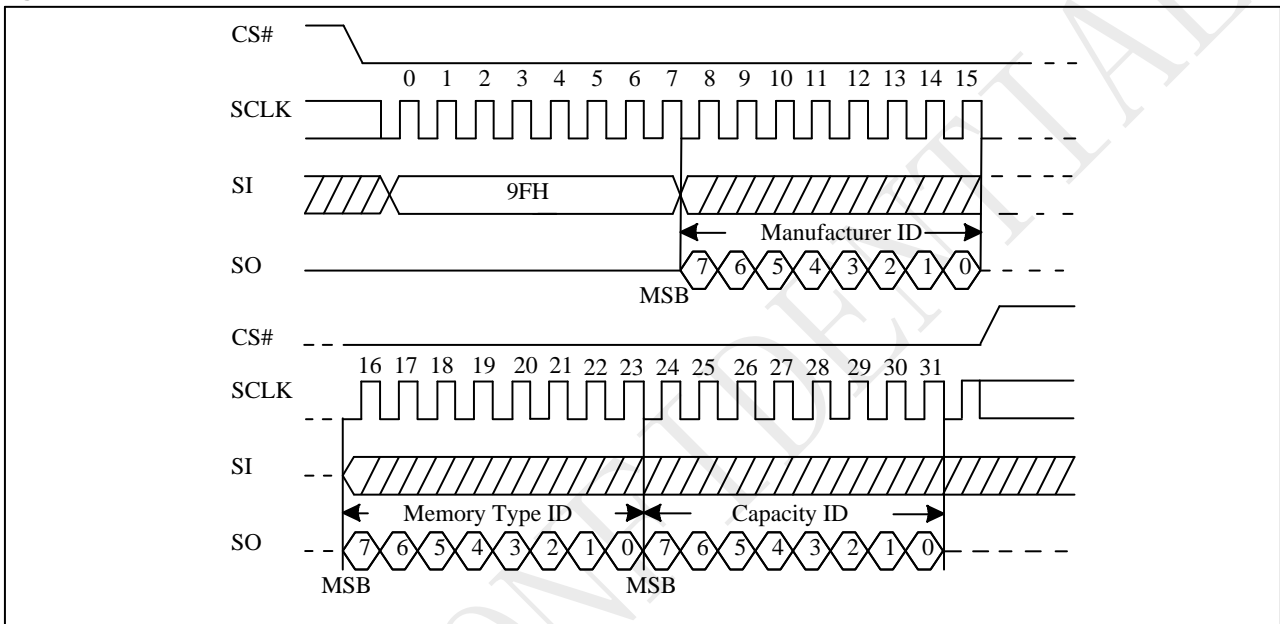 CS#
0 1 2 3 4 5 6 7 8 9 10 11 12 13 14 15
SCLK
SI
9FH
Manufacturer ID
SO
7 6 5 4 3 2 1 0
MSB
CS#
16 17 18 19 20 21 22 23 24 25 26 27 28 29 30 31
SCLK
SI
Memory Type ID Capacity ID
SO
7 6 5 4 3 2 1 0 7 6 5 4 3 2 1 0
MSB MSB